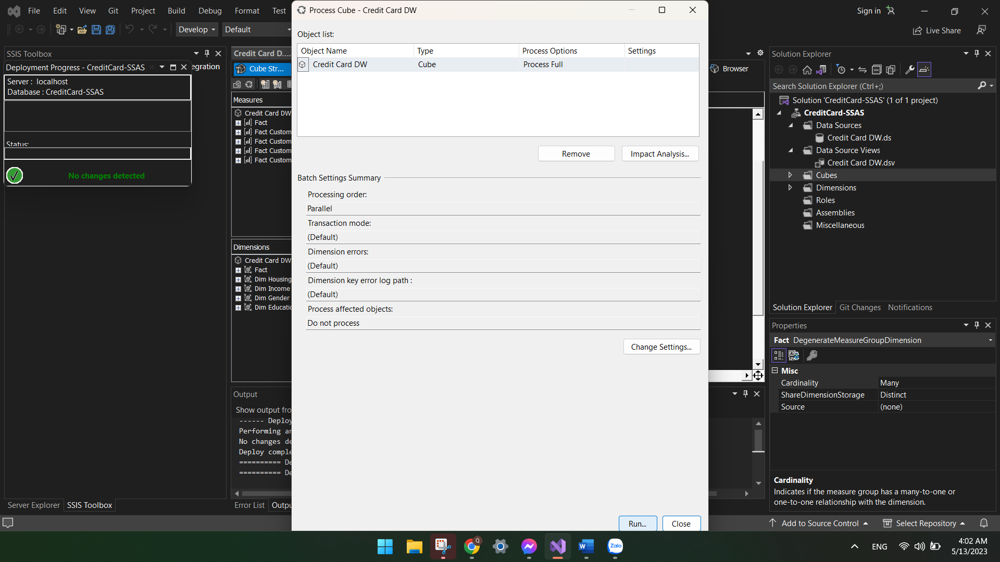 File Edit View Git Project Build Debug Format Test
Process Cube - Credit Card DW
Sign in
Develop
Default
Live Share
SSIS Toolbox
Deployment Progress - CreditCard-SSAS
egration
Server : localhost
Database : CreditCard-SSAS
Status:
No changes detected
Server Explorer
SSIS Toolbox
Credit Card D....
Cube Str...
Browser
Measures
Credit Card DW
Fact
Fact Custom
Fact Custom
Fact Custom
Fact Custom
Dimensions
Credit Card DW
Fact
Dim Housing
Dim Income
Dim Gender
Dim Educatio
Output
Show output fro
------ Deploy
Performing an
No changes de
Deploy comple
========== De
========== De
Error List
Outpu
Object list:
Object Name Type Process Options Settings
Credit Card DW Cube Process Full
Remove
Impact Analysis...
Batch Settings Summary
Processing order:
Parallel
Transaction mode:
(Default)
Dimension errors:
(Default)
Dimension key error log path :
(Default)
Process affected objects:
Do not process
Change Settings...
Run...
Close
Solution Explorer
Search Solution Explorer (Ctrl+;)
Solution 'CreditCard-SSAS' (1 of 1 project)
CreditCard-SSAS
Data Sources
Credit Card DW.ds
Data Source Views
Credit Card DW.dsv
Cubes
Dimensions
Roles
Assemblies
Miscellaneous
Solution Explorer Git Changes Notifications
Properties
Fact DegenerateMeasureGroupDimension
Misc
Cardinality Many
ShareDimensionStorage Distinct
Source (none)
Cardinality
Indicates if the measure group has a many-to-one or
one-to-one relationship with the dimension.
Add to Source Control
Select Repository
Q
W
Zalo
ENG
4:02 AM
5/13/2023